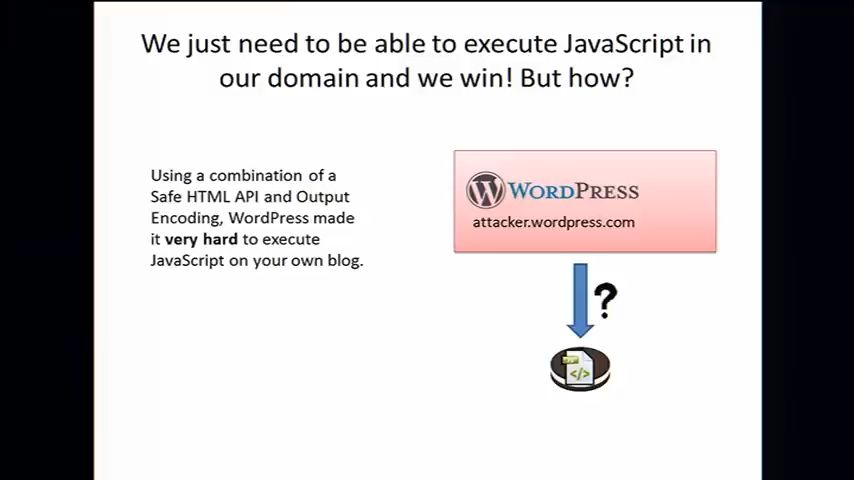 We just need to be able to execute JavaScript in
our domain and we win! But how?
Using a combination of a
Safe HTML API and Output
Encoding, WordPress made
it very hard to execute
JavaScript on your own blog.
WORDPRESS
attacker.wordpress.com
?
</>